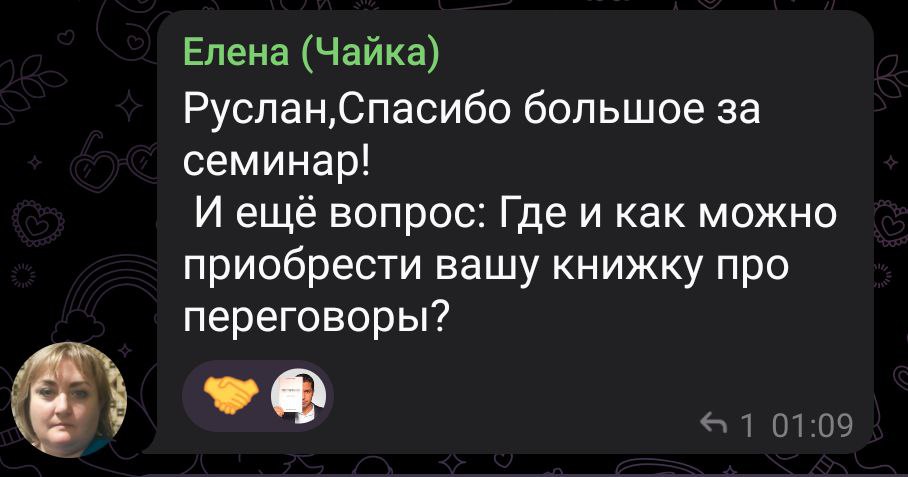 Елена (Чайка)
Руслан,Спасибо большое за
семинар!
И ещё вопрос: Где и как можно
приобрести вашу книжку про
переговоры?
1 01:09